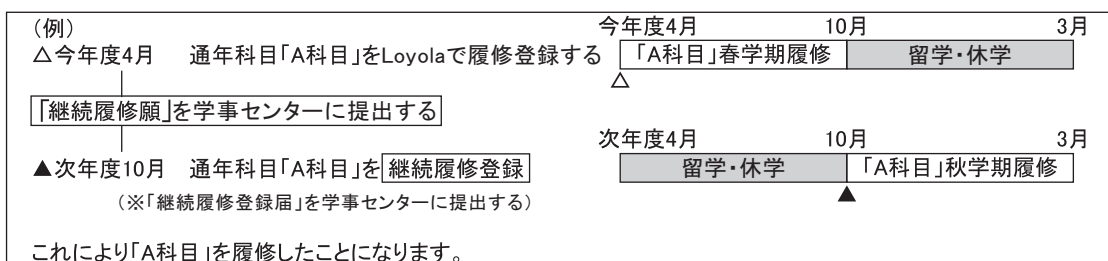 (例)
△今年度4月 通年科目「A科目」をLoyolaで履修登録する
「継続履修願」を学事センターに提出する
▲次年度10月 通年科目「A科目」を継続履修登録
(※「継続履修登録届」を学事センターに提出する)
今年度4月 10月 3月
「A科目」春学期履修 留学・休学
△
次年度4月 10月 3月
留学・休学 「A科目」秋学期履修
▲
これにより「A科目」を履修したことになります。